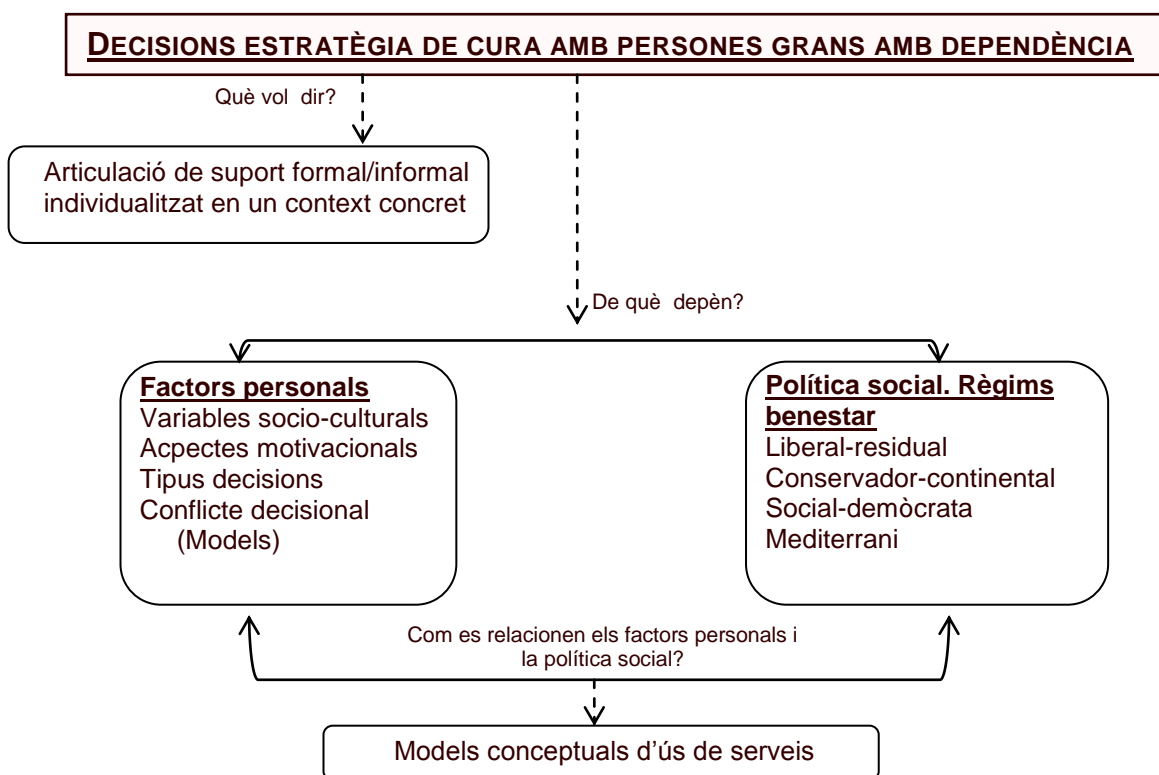 DECISIONS ESTRATÈGIA DE CURA AMB PERSONES GRANS AMB DEPENDÈNCIA
Què vol dir?
Articulació de suport formal/informal
individualitzat en un context concret
De què depèn?
Factors personals
Variables socio-culturals
Acpectes motivacionals
Tipus decisions
Conflicte decisional
(Models)
Política social. Règims
benestar
Liberal-residual
Conservador-continental
Social-demòcrata
Mediterrani
Com es relacionen els factors personals i
la política social?
Models conceptuals d'ús de serveis